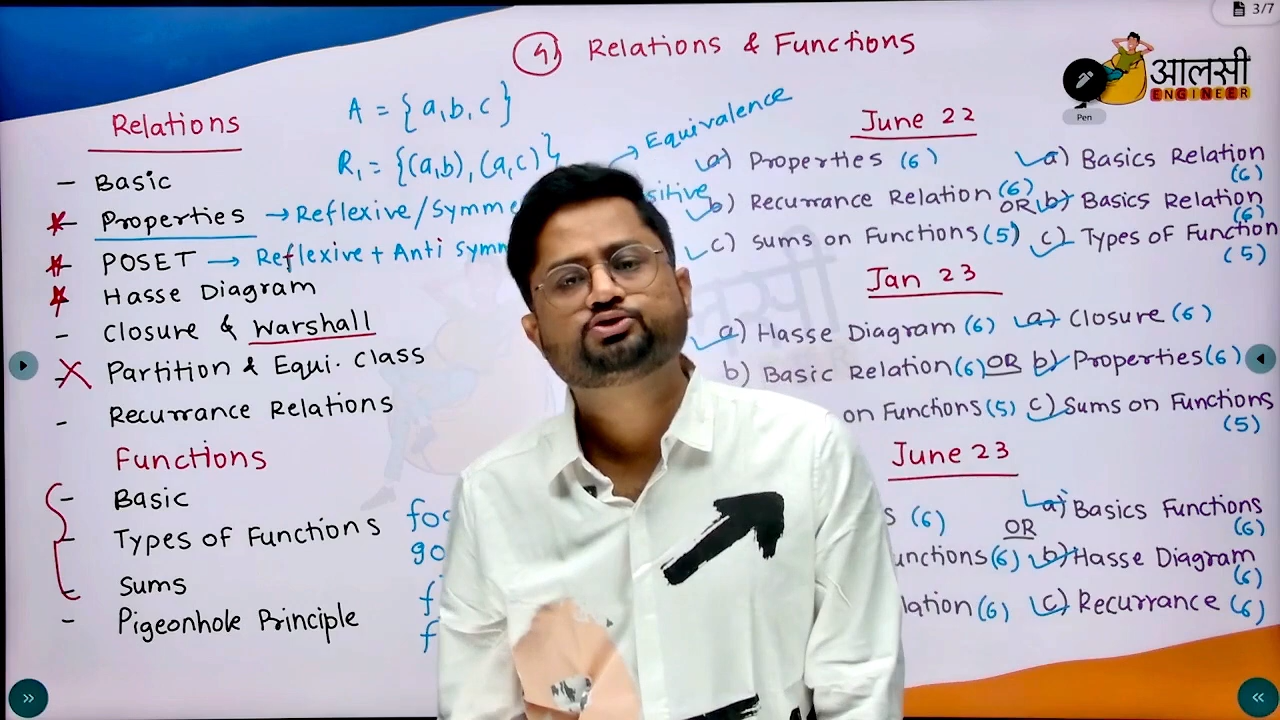 3/7
4) Relations & Functions
आलसी
ENGINEER
Pen
Relations
A = {a,b,c}
R₁ = {(a,b), (a,c)}
→ Equivalence
- Basic
* Properties → Reflexive/Symme
sitive
* POSET → Reflexive + Anti symm
* Hasse Diagram
- Closure & Warshall
X Partition & Equi. Class
- Recurrance Relations
Functions
- Basic
- Types of Functions
- Sums
- Pigeonhole Principle
fo
go
f
f
June 22
a) Properties (6)
b) Recurrance Relation (6)
c) Sums on Functions (5)
OR
a) Basics Relation (6)
b) Basics Relation (6)
c) Types of Function (5)
Jan 23
a) Hasse Diagram (6)
b) Basic Relation (6)
on Functions (5)
OR
a) Closure (6)
b) Properties (6)
c) Sums on Functions (5)
June 23
s (6)
unctions (6)
lation (6)
OR
a) Basics Functions (6)
b) Hasse Diagram (6)
c) Recurrance (6)